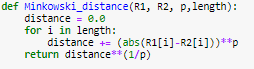 def Minkowski_distance(R1, R2, p,length):
    distance = 0.0
    for i in length:
        distance += (abs(R1[i]-R2[i]))**p
    return distance**(1/p)